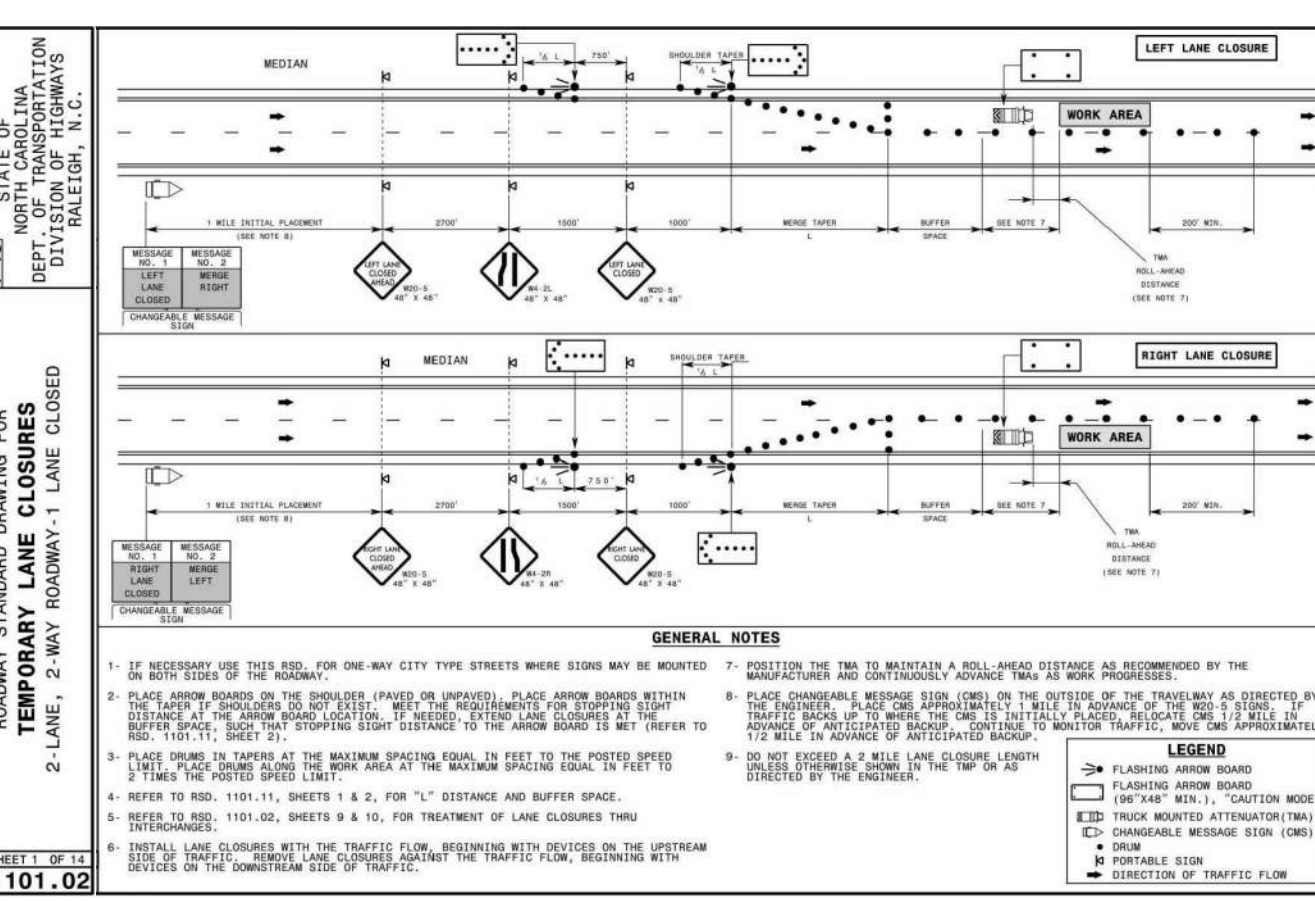 STATE OF
NORTH CAROLINA
DEPT. OF TRANSPORTATION
DIVISION OF HIGHWAYS
RALEIGH, N.C.
STANDARD DRAWING FOR
TEMPORARY LANE CLOSURES
2-LANE, 2-WAY ROADWAY-1 LANE CLOSED
1 OF 14
101.02
LEFT LANE CLOSURE
MEDIAN
1/6 L
750'
SHOULDER TAPER
1/6 L
WORK AREA
1 MILE INITIAL PLACEMENT
(SEE NOTE 8)
2700'
1500'
1000'
MERGE TAPER
L
BUFFER
SPACE
SEE NOTE 7
200' MIN.
TMA
ROLL-AHEAD
DISTANCE
(SEE NOTE 7)
MESSAGE NO. 1
LEFT
LANE
CLOSED
MESSAGE NO. 2
MERGE
RIGHT
CHANGEABLE MESSAGE
SIGN
LEFT LANE
CLOSED
AHEAD
W20-5
48" X 48"
W4-2L
48" X 48"
LEFT LANE
CLOSED
W20-5
48" X 48"
RIGHT LANE CLOSURE
MEDIAN
SHOULDER TAPER
1/6 L
WORK AREA
1/6 L
750'
1 MILE INITIAL PLACEMENT
(SEE NOTE 8)
2700'
1500'
1000'
MERGE TAPER
L
BUFFER
SPACE
SEE NOTE 7
200' MIN.
TMA
ROLL-AHEAD
DISTANCE
(SEE NOTE 7)
MESSAGE NO. 1
RIGHT
LANE
CLOSED
MESSAGE NO. 2
MERGE
LEFT
CHANGEABLE MESSAGE
SIGN
RIGHT LANE
CLOSED
AHEAD
W20-5
48" X 48"
W4-2R
48" X 48"
RIGHT LANE
CLOSED
W20-5
48" X 48"
GENERAL NOTES
1- IF NECESSARY USE THIS RSD. FOR ONE-WAY CITY TYPE STREETS WHERE SIGNS MAY BE MOUNTED
ON BOTH SIDES OF THE ROADWAY.
2- PLACE ARROW BOARDS ON THE SHOULDER (PAVED OR UNPAVED). PLACE ARROW BOARDS WITHIN
THE TAPER IF SHOULDERS DO NOT EXIST. MEET THE REQUIREMENTS FOR STOPPING SIGHT
DISTANCE AT THE ARROW BOARD LOCATION. IF NEEDED, EXTEND LANE CLOSURES AT THE
BUFFER SPACE, SUCH THAT STOPPING SIGHT DISTANCE TO THE ARROW BOARD IS MET (REFER TO
RSD. 1101.11, SHEET 2).
3- PLACE DRUMS IN TAPERS AT THE MAXIMUM SPACING EQUAL IN FEET TO THE POSTED SPEED
LIMIT. PLACE DRUMS ALONG THE WORK AREA AT THE MAXIMUM SPACING EQUAL IN FEET TO
2 TIMES THE POSTED SPEED LIMIT.
4- REFER TO RSD. 1101.11, SHEETS 1 & 2, FOR "L" DISTANCE AND BUFFER SPACE.
5- REFER TO RSD. 1101.02, SHEETS 9 & 10, FOR TREATMENT OF LANE CLOSURES THRU
INTERCHANGES.
6- INSTALL LANE CLOSURES WITH THE TRAFFIC FLOW, BEGINNING WITH DEVICES ON THE UPSTREAM
SIDE OF TRAFFIC. REMOVE LANE CLOSURES AGAINST THE TRAFFIC FLOW, BEGINNING WITH
DEVICES ON THE DOWNSTREAM SIDE OF TRAFFIC.
7- POSITION THE TMA TO MAINTAIN A ROLL-AHEAD DISTANCE AS RECOMMENDED BY THE
MANUFACTURER AND CONTINUOUSLY ADVANCE TMAs AS WORK PROGRESSES.
8- PLACE CHANGEABLE MESSAGE SIGN (CMS) ON THE OUTSIDE OF THE TRAVELWAY AS DIRECTED BY
THE ENGINEER. PLACE CMS APPROXIMATELY 1 MILE IN ADVANCE OF THE W20-5 SIGNS. IF
TRAFFIC BACKS UP TO WHERE THE CMS IS INITIALLY PLACED, RELOCATE CMS 1/2 MILE IN
ADVANCE OF ANTICIPATED BACKUP. CONTINUE TO MONITOR TRAFFIC, MOVE CMS APPROXIMATEL
1/2 MILE IN ADVANCE OF ANTICIPATED BACKUP.
9- DO NOT EXCEED A 2 MILE LANE CLOSURE LENGTH
UNLESS OTHERWISE SHOWN IN THE TMP OR AS
DIRECTED BY THE ENGINEER.
LEGEND
FLASHING ARROW BOARD
FLASHING ARROW BOARD
(96"X48" MIN.), "CAUTION MODE
TRUCK MOUNTED ATTENUATOR(TMA)
CHANGEABLE MESSAGE SIGN (CMS)
DRUM
PORTABLE SIGN
DIRECTION OF TRAFFIC FLOW